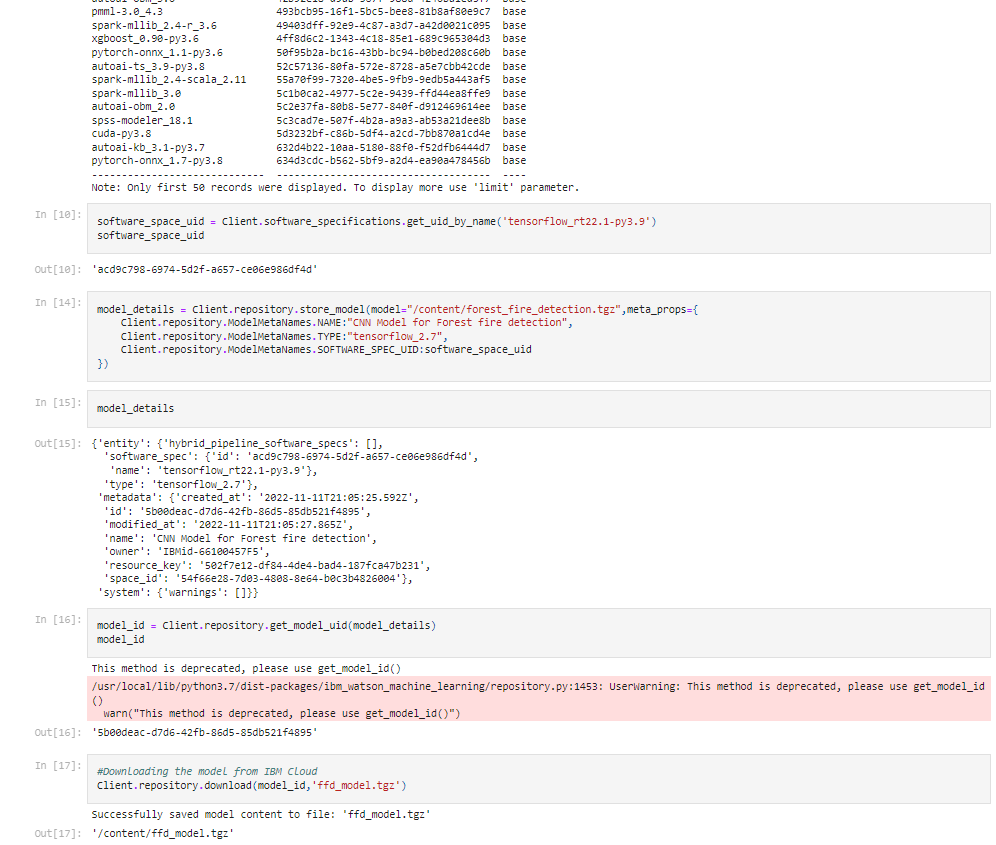 pmml-3.0_4.3 493bcb95-16f1-5bc5-bee8-81b8af80e9c7 base
spark-mllib_2.4-r_3.6 49403dff-92e9-4c87-a3d7-a42d0021c095 base
xgboost_0.90-py3.6 4ff8d6c2-1343-4c18-85e1-689c965304d3 base
pytorch-onnx_1.1-py3.6 50f95b2a-bc16-43bb-bc94-b0bed208c60b base
autoai-ts_3.9-py3.8 52c57136-80fa-572e-8728-a5e7cbb42cde base
spark-mllib_2.4-scala_2.11 55a70f99-7320-4be5-9fb9-9edb5a443af5 base
spark-mllib_3.0 5c1b0ca2-4977-5c2e-9439-ffd44ea8ffe9 base
autoai-obm_2.0 5c2e37fa-80b8-5e77-840f-d912469614ee base
spss-modeler_18.1 5c3cad7e-507f-4b2a-a9a3-ab53a21dee8b base
cuda-py3.8 5d3232bf-c86b-5df4-a2cd-7bb870a1cd4e base
autoai-kb_3.1-py3.7 632d4b22-10aa-5180-88f0-f52dfb6444d7 base
pytorch-onnx_1.7-py3.8 634d3cdc-b562-5bf9-a2d4-ea90a478456b base
----------------------------- ------------------------------------ ----
Note: Only first 50 records were displayed. To display more use 'limit' parameter.
In [10]: software_space_uid = Client.software_specifications.get_uid_by_name('tensorflow_rt22.1-py3.9')
software_space_uid
Out[10]: 'acd9c798-6974-5d2f-a657-ce06e986df4d'
In [14]: model_details = Client.repository.store_model(model="/content/forest_fire_detection.tgz",meta_props={
Client.repository.ModelMetaNames.NAME:"CNN Model for Forest fire detection",
Client.repository.ModelMetaNames.TYPE:"tensorflow_2.7",
Client.repository.ModelMetaNames.SOFTWARE_SPEC_UID:software_space_uid
})
In [15]: model_details
Out[15]: {'entity': {'hybrid_pipeline_software_specs': [],
'software_spec': {'id': 'acd9c798-6974-5d2f-a657-ce06e986df4d',
'name': 'tensorflow_rt22.1-py3.9'},
'type': 'tensorflow_2.7'},
'metadata': {'created_at': '2022-11-11T21:05:25.592Z',
'id': '5b00deac-d7d6-42fb-86d5-85db521f4895',
'modified_at': '2022-11-11T21:05:27.865Z',
'name': 'CNN Model for Forest fire detection',
'owner': 'IBMid-66100457F5',
'resource_key': '502f7e12-df84-4de4-bad4-187fca47b231',
'space_id': '54f66e28-7d03-4808-8e64-b0c3b4826004'},
'system': {'warnings': []}}
In [16]: model_id = Client.repository.get_model_uid(model_details)
model_id
This method is deprecated, please use get_model_id()
/usr/local/lib/python3.7/dist-packages/ibm_watson_machine_learning/repository.py:1453: UserWarning: This method is deprecated, please use get_model_id
()
warn("This method is deprecated, please use get_model_id()")
Out[16]: '5b00deac-d7d6-42fb-86d5-85db521f4895'
In [17]: #Downloading the model from IBM Cloud
Client.repository.download(model_id,'ffd_model.tgz')
Successfully saved model content to file: 'ffd_model.tgz'
Out[17]: '/content/ffd_model.tgz'